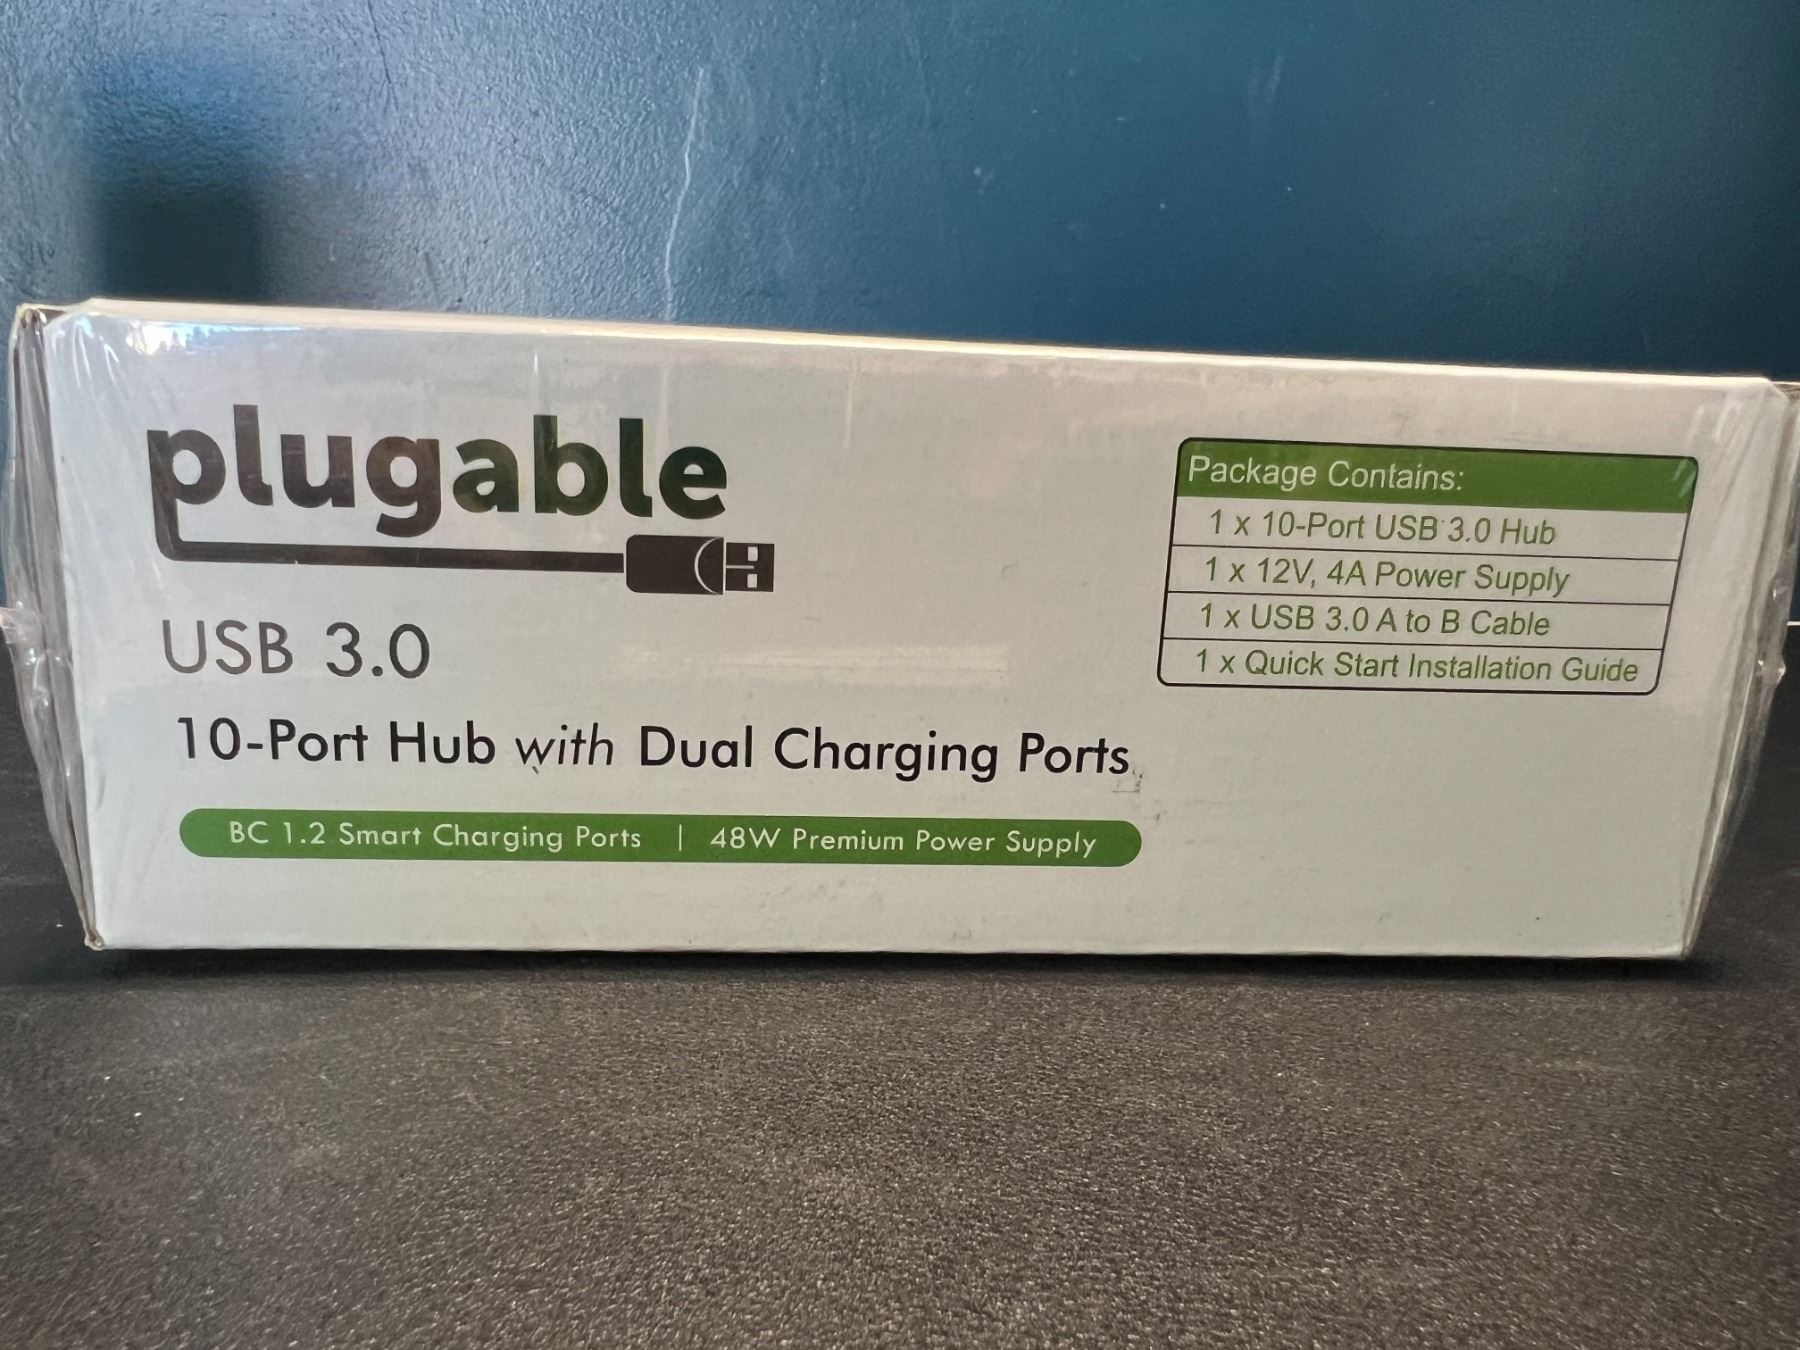 plugable
USB 3.0
10-Port Hub with Dual Charging Ports
BC 1.2 Smart Charging Ports | 48W Premium Power Supply
Package Contains:
1 x 10-Port USB 3.0 Hub
1 x 12V, 4A Power Supply
1 x USB 3.0 A to B Cable
1 x Quick Start Installation Guide